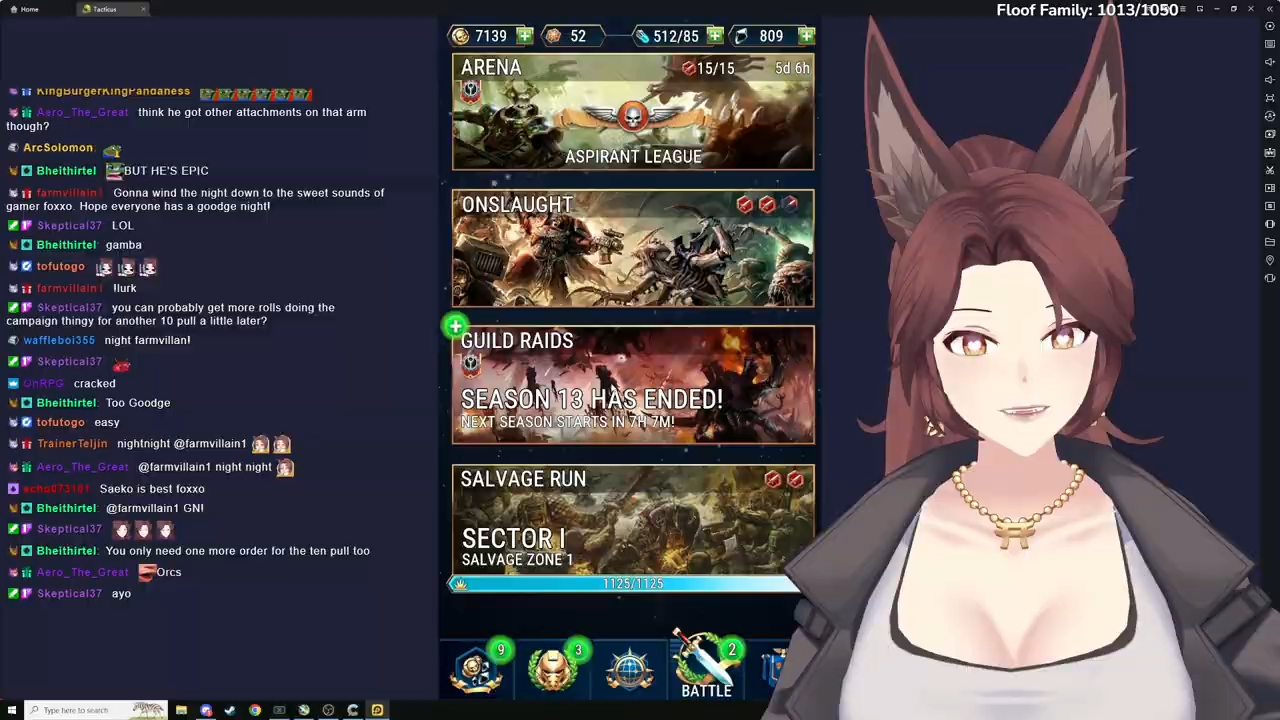 Home
Tacticus
Floof Family: 1013/1050
KingBurgerKingPandaness
Aero_The_Great think he got other attachments on that arm
though?
ArcSolomon:
Bheithirtel: BUT HE'S EPIC
farmvillain1 Gonna wind the night down to the sweet sounds of
gamer foxxo. Hope everyone has a goodge night!
Skeptical37 LOL
Bheithirtel: gamba
tofutogo
farmvillain1 !lurk
Skeptical37 you can probably get more rolls doing the
campaign thingy for another 10 pull a little later?
waffleboi355 night farmvillan!
Skeptical37
OnRPG cracked
Bheithirtel: Too Goodge
tofutogo easy
TrainerTeljin nightnight @farmvillain1
Aero_The_Great @farmvillain1 night night
echo073101 Saeko is best foxxo
Bheithirtel: @farmvillain1 GN!
Skeptical37
Bheithirtel: You only need one more order for the ten pull too
Aero_The_Great Orcs
Skeptical37 ayo
7139
52
512/85
809
ARENA
15/15
5d 6h
ASPIRANT LEAGUE
ONSLAUGHT
GUILD RAIDS
SEASON 13 HAS ENDED!
NEXT SEASON STARTS IN 7H 7M!
SALVAGE RUN
SECTOR I
SALVAGE ZONE 1
1125/1125
9
3
2
BATTLE
Type here to search